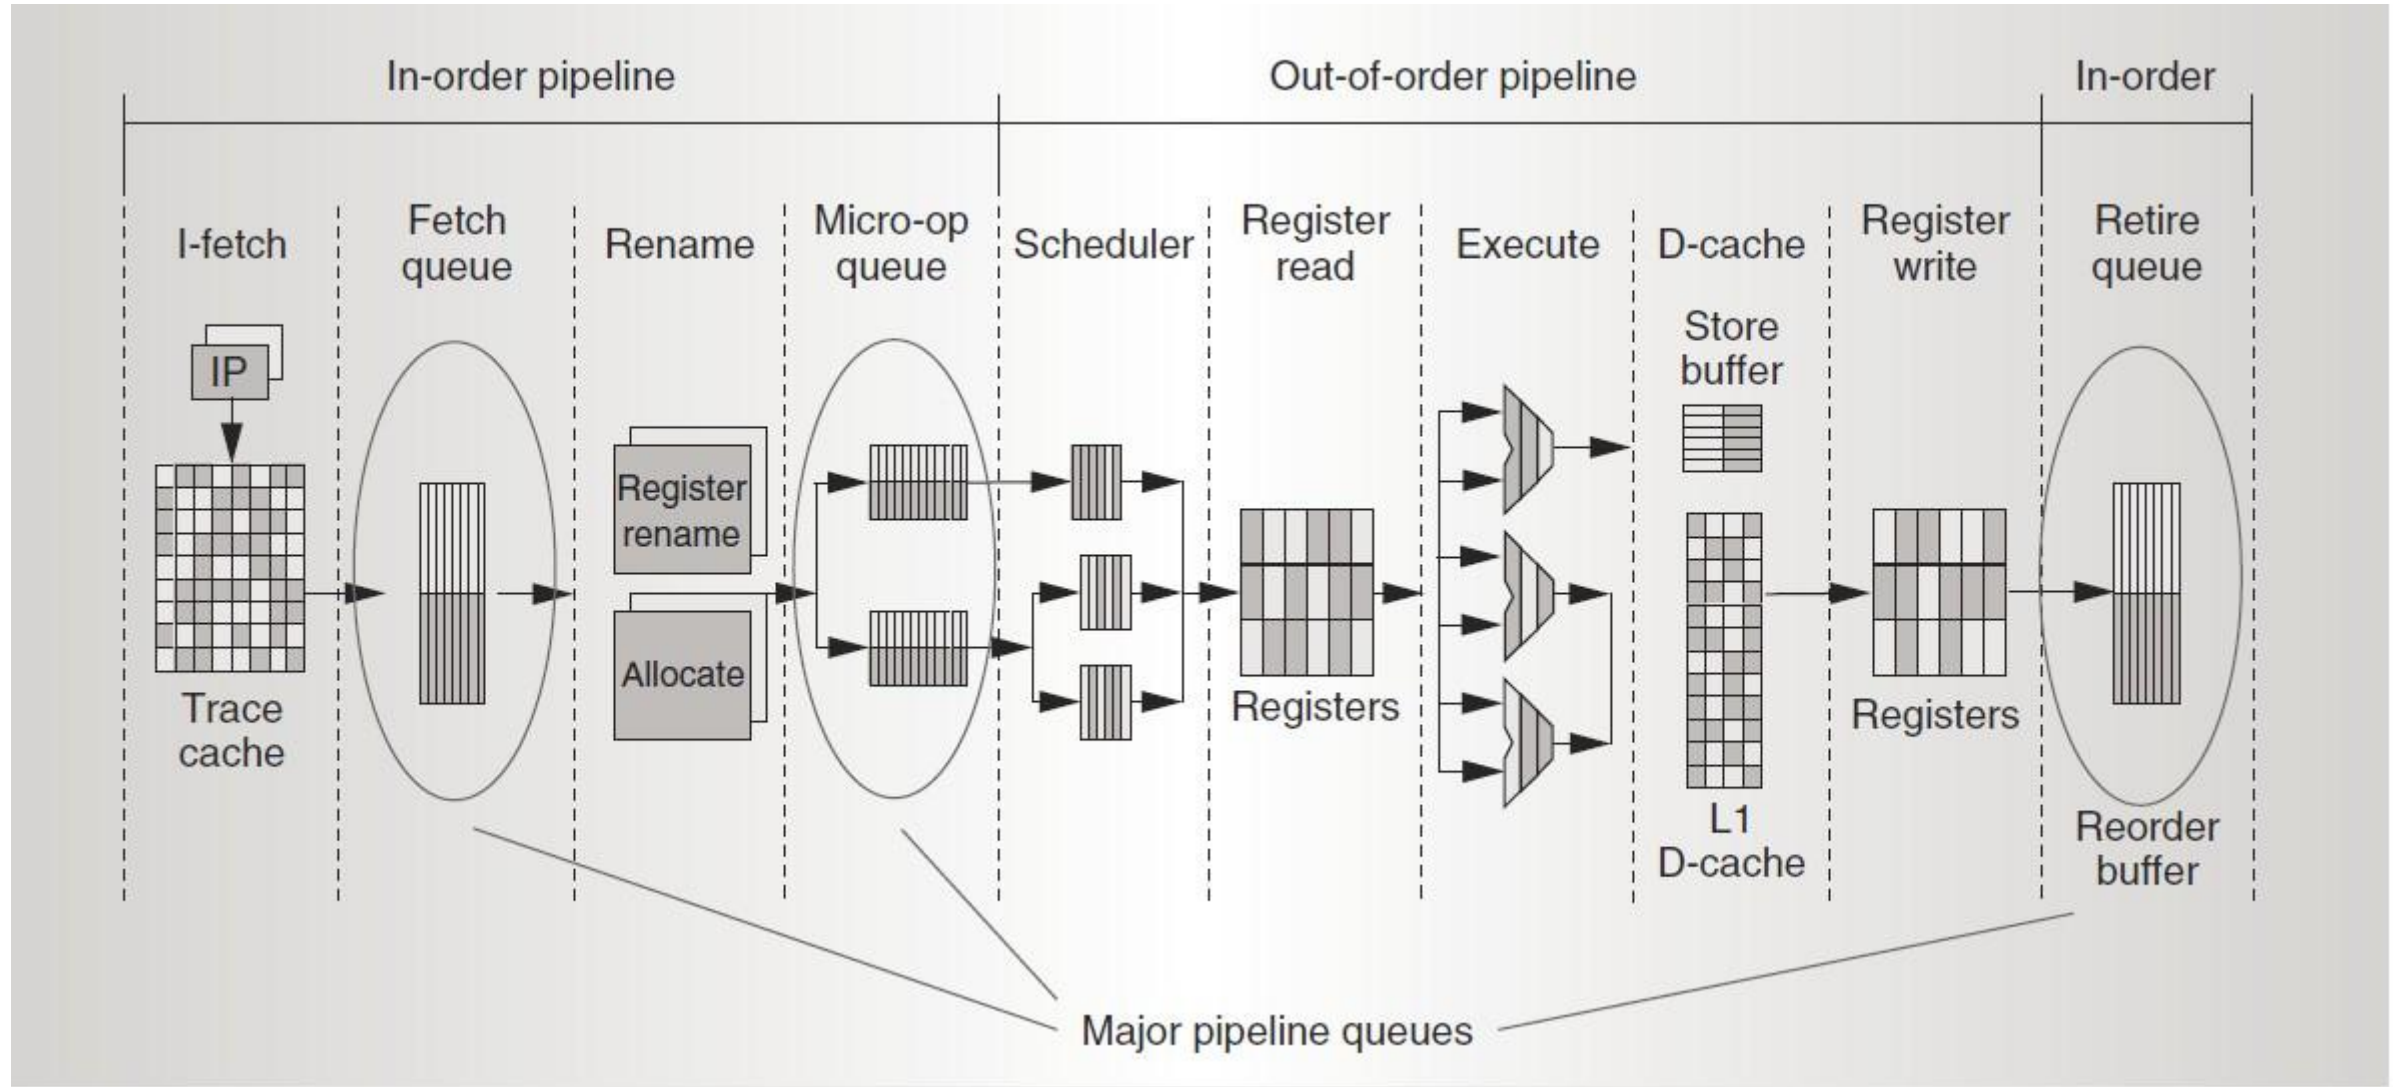 In-order pipeline
Out-of-order pipeline
In-order
I-fetch
Fetch
queue
Rename
Micro-op
queue
Scheduler
Register
read
Execute
D-cache
Register
write
Retire
queue
IP
Trace
cache
Register
rename
Allocate
Registers
Store
buffer
L1
D-cache
Registers
Reorder
buffer
Major pipeline queues